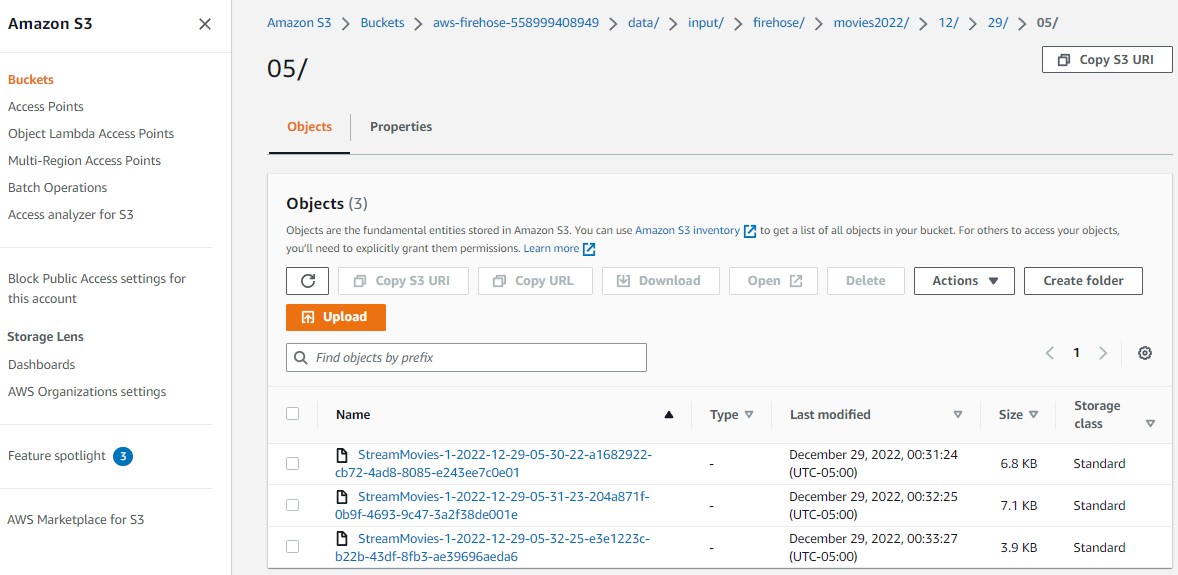 Amazon S3
Buckets
Access Points
Object Lambda Access Points
Multi-Region Access Points
Batch Operations
Access analyzer for S3
Block Public Access settings for
this account
Storage Lens
Dashboards
AWS Organizations settings
Feature spotlight 3
AWS Marketplace for S3
Amazon S3 Buckets aws-firehose-558999408949 data/ input/ firehose/ movies2022/ 12/ 29/ 05/
05/
Copy S3 URI
Objects Properties
Objects (3)
Objects are the fundamental entities stored in Amazon S3. You can use Amazon S3 inventory to get a list of all objects in your bucket. For others to access your objects,
you'll need to explicitly grant them permissions. Learn more
Copy S3 URI Copy URL Download Open Delete Actions Create folder
Upload
Find objects by prefix
1
Name Type Last modified Size Storage
class
StreamMovies-1-2022-12-29-05-30-22-a1682922- - December 29, 2022, 00:31:24 6.8 KB Standard
cb72-4ad8-8085-e243ee7c0e01 (UTC-05:00)
StreamMovies-1-2022-12-29-05-31-23-204a871f- - December 29, 2022, 00:32:25 7.1 KB Standard
0b9f-4693-9c47-3a2f38de001e (UTC-05:00)
StreamMovies-1-2022-12-29-05-32-25-e3e1223c- - December 29, 2022, 00:33:27 3.9 KB Standard
b22b-43df-8fb3-ae39696aeda6 (UTC-05:00)